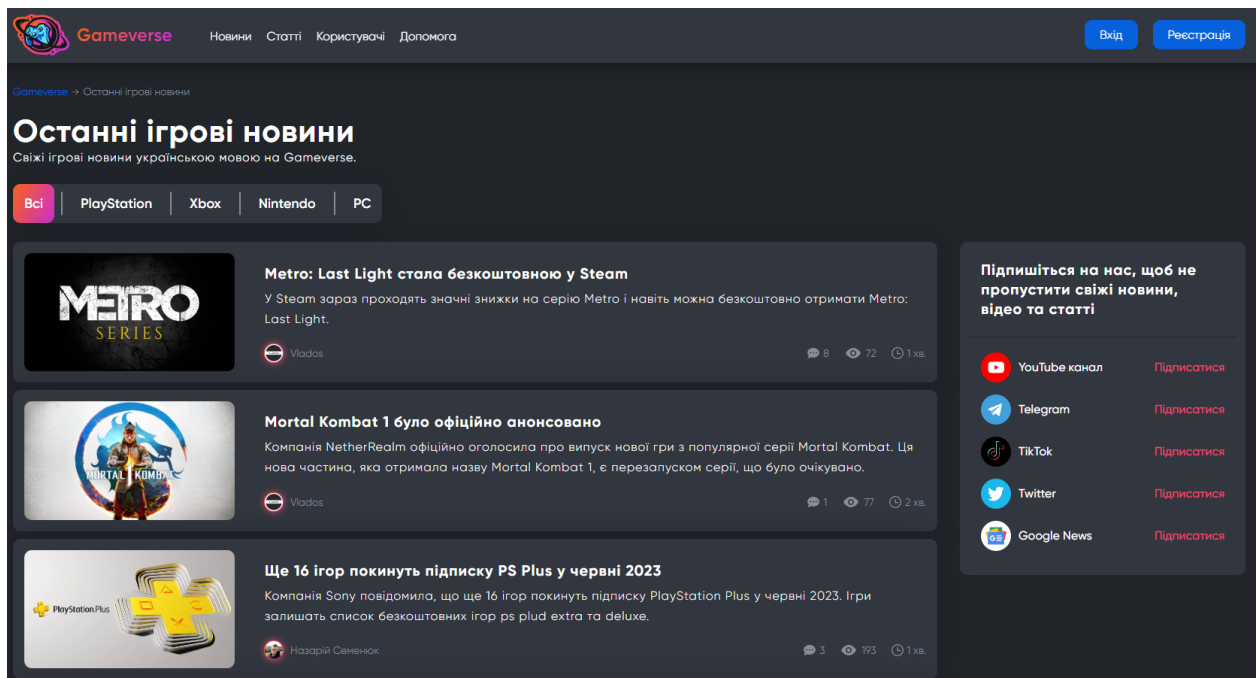 Gameverse
Новини Статті Користувачі Допомога
Вхід
Реєстрація
Gameverse → Останні ігрові новини
Останні ігрові новини
Свіжі ігрові новини українською мовою на Gameverse.
Всі
PlayStation
Xbox
Nintendo
PC
METRO
SERIES
Metro: Last Light стала безкоштовною у Steam
У Steam зараз проходять значні знижки на серію Metro і навіть можна безкоштовно отримати Metro:
Last Light.
Vlados
8 72 1 хв.
MORTAL KOMBAT
1
Mortal Kombat 1 було офіційно анонсовано
Компанія NetherRealm офіційно оголосила про випуск нової гри з популярної серії Mortal Kombat. Ця
нова частина, яка отримала назву Mortal Kombat 1, є перезапуском серії, що було очікувано.
Vlados
1 77 2 хв.
PlayStation.Plus
Ще 16 ігор покинуть підписку PS Plus у червні 2023
Компанія Sony повідомила, що ще 16 ігор покинуть підписку PlayStation Plus у червні 2023. Ігри
залишать список безкоштовних ігор ps plud extra та deluxe.
Назарій Семенюк
3 193 1 хв.
Підпишіться на нас, щоб не
пропустити свіжі новини,
відео та статті
YouTube канал Підписатися
Telegram Підписатися
TikTok Підписатися
Twitter Підписатися
Google News Підписатися